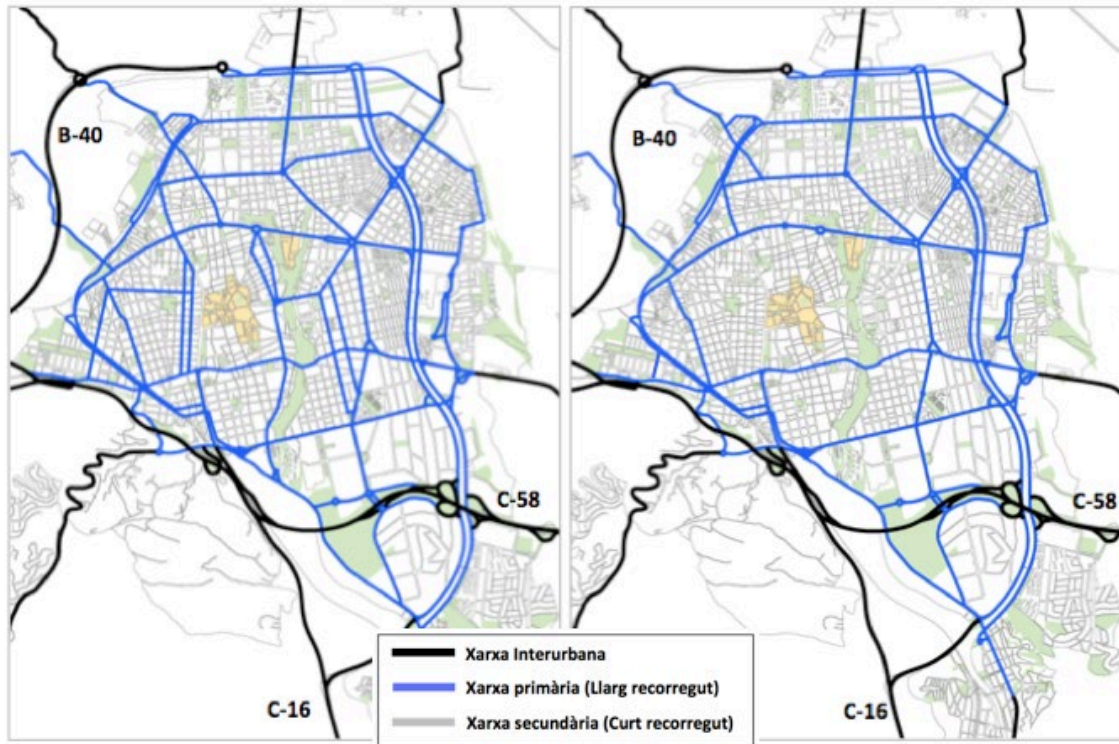 B-40
B-40
C-58
C-58
Xarxa Interurbana
Xarxa primària (Llarg recorregut)
Xarxa secundària (Curt recorregut)
C-16
C-16